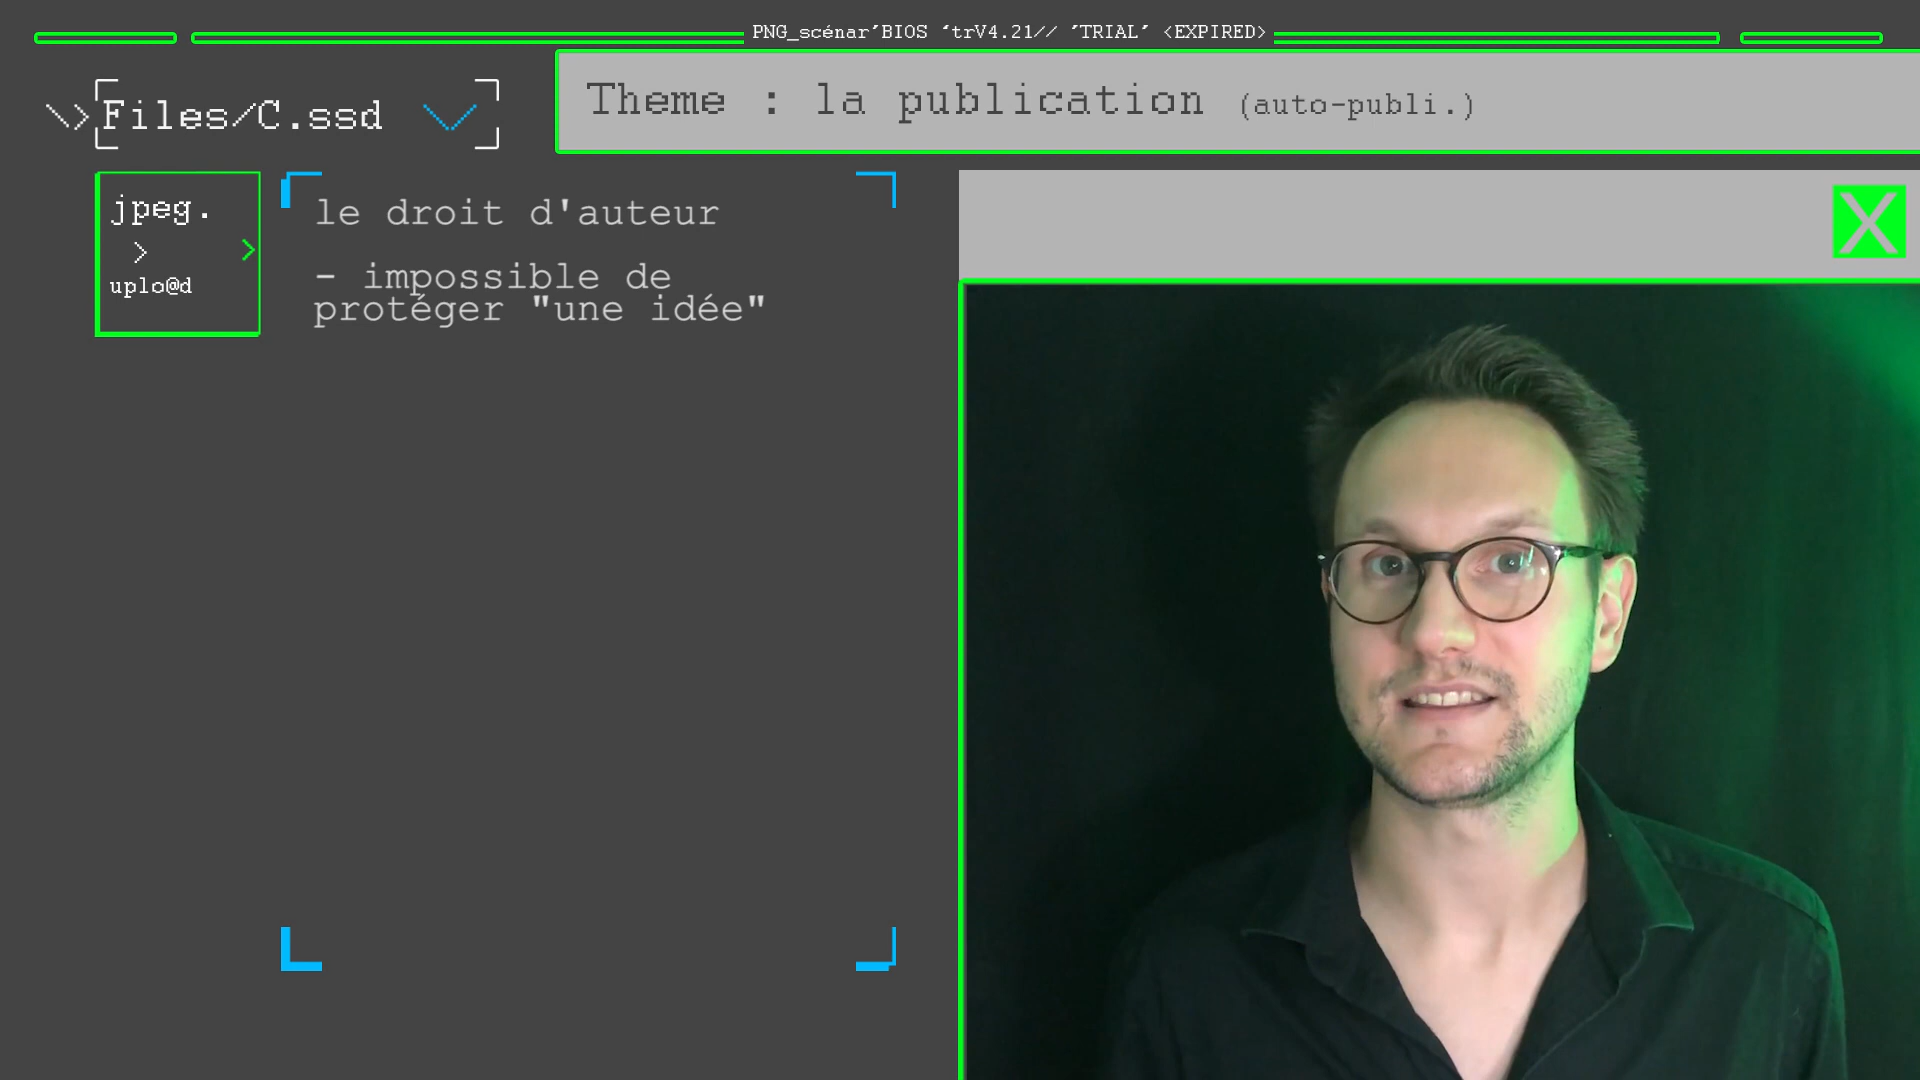 PNG_scénar´BIOS ´trV4.21// ´TRIAL´ <EXPIRED>
\>Files/C.ssd
Theme : la publication (auto-publi.)
jpeg.
>
>
uplo@d
le droit d'auteur
- impossible de
protéger "une idée"
X